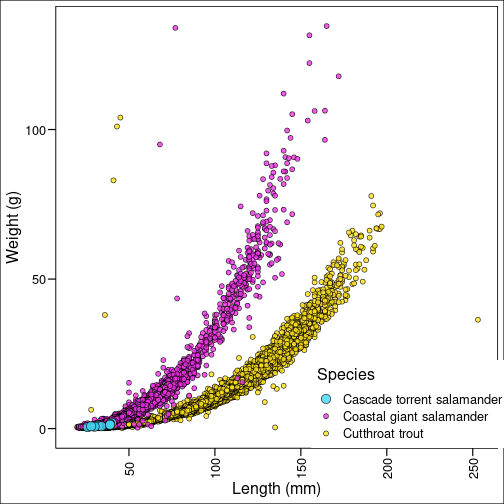 Weight (g)
100
50
0
Species
Cascade torrent salamander
Coastal giant salamander
Cutthroat trout
50
100
150
200
250
Length (mm)